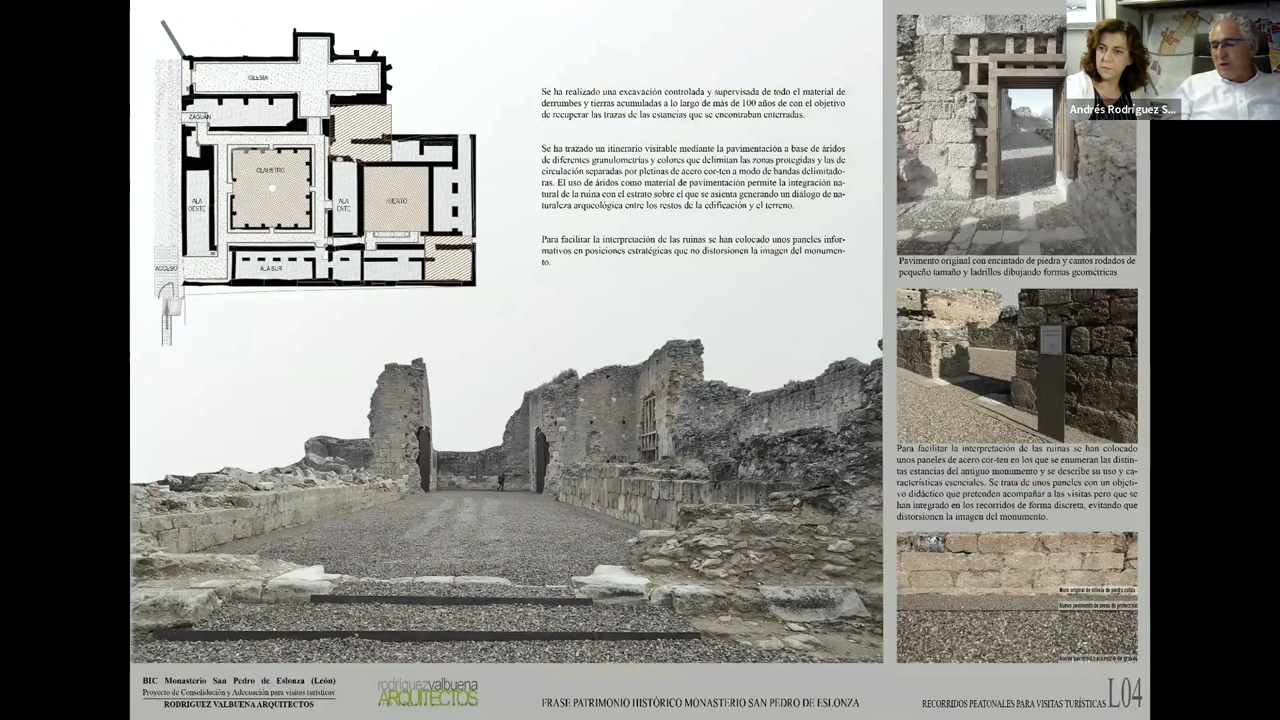 IGLESIA
ZAGUÁN
CLAUSTRO
ALA
OESTE
ALA
ESTE
HUERTO
ACCESO
ALA SUR
Se ha realizado una excavación controlada y supervisada de todo el material de
derrumbes y tierras acumuladas a lo largo de más de 100 años de con el objetivo
de recuperar las trazas de las estancias que se encontraban enterradas.
Se ha trazado un itinerario visitable mediante la pavimentación a base de áridos
de diferentes granulometrías y colores que delimitan las zonas protegidas y las de
circulación separadas por pletinas de acero cor-ten a modo de bandas delimitado-
ras. El uso de áridos como material de pavimentación permite la integración na-
tural de la ruina con el estrato sobre el que se asienta generando un diálogo de na-
turaleza arqueológica entre los restos de la edificación y el terreno.
Para facilitar la interpretación de las ruinas se han colocado unos paneles infor-
mativos en posiciones estratégicas que no distorsionen la imagen del monumen-
to.
Andrés Rodríguez S...
Pavimento original con encintado de piedra y cantos rodados de
pequeño tamaño y ladrillos dibujando formas geométricas
Para facilitar la interpretación de las ruinas se han colocado
unos paneles de acero cor-ten en los que se enumeran las distin-
tas estancias del antiguo monumento y se describe su uso y ca-
racterísticas esenciales. Se trata de unos paneles con un objeti-
vo didáctico que pretenden acompañar a las visitas pero que se
han integrado en los recorridos de forma discreta, evitando que
distorsionen la imagen del monumento.
Muro original de sillería de piedra caliza
Nuevo pavimento de arena de protección
Nuevo pavimento accesible de gravas
BIC Monasterio San Pedro de Eslonza (León)
Proyecto de Consolidación y Adecuación para visitas turísticas
RODRIGUEZ VALBUENA ARQUITECTOS
rodriguezvalbuena
ARQUITECTOS
FRASE PATRIMONIO HISTÓRICO MONASTERIO SAN PEDRO DE ESLONZA
RECORRIDOS PEATONALES PARA VISITAS TURÍSTICAS L04